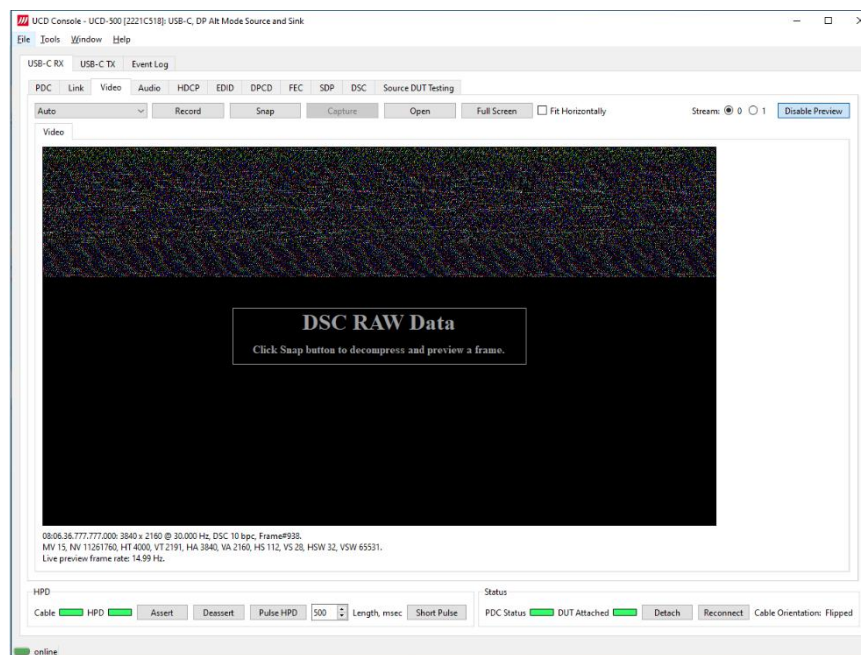 UCD Console - UCD-500 [2221C518]: USB-C, DP Alt Mode Source and Sink
File Tools Window Help
USB-C RX USB-C TX Event Log
PDC Link Video Audio HDCP EDID DPCD FEC SDP DSC Source DUT Testing
Auto Record Snap Capture Open Full Screen Fit Horizontally Stream: 0 1 Disable Preview
Video
DSC RAW Data
Click Snap button to decompress and preview a frame.
08:06.36.777.777.000: 3840 x 2160 @ 30.000 Hz, DSC 10 bpc, Frame#938.
MV 15, NV 11261760, HT 4000, VT 2191, HA 3840, VA 2160, HS 112, VS 28, HSW 32, VSW 65531.
Live preview frame rate: 14.99 Hz.
HPD Status
Cable HPD Assert Deassert Pulse HPD 500 Length, msec Short Pulse PDC Status DUT Attached Detach Reconnect Cable Orientation: Flipped
online